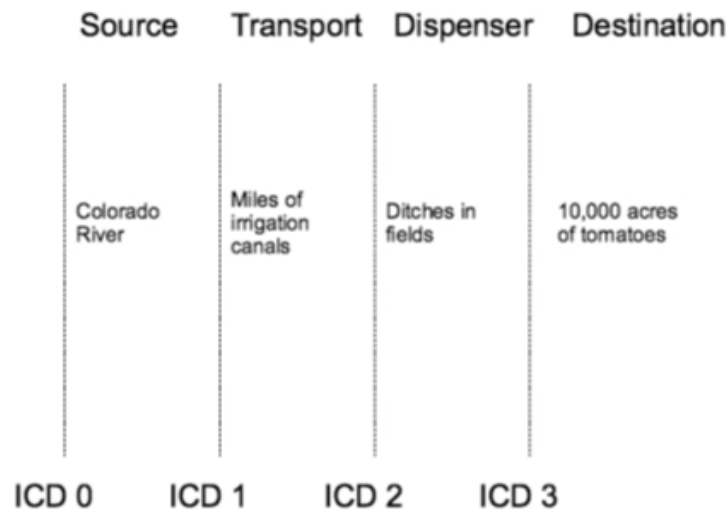 Source Transport Dispenser Destination
Colorado
River
Miles of
irrigation
canals
Ditches in
fields
10,000 acres
of tomatoes
ICD 0 ICD 1 ICD 2 ICD 3